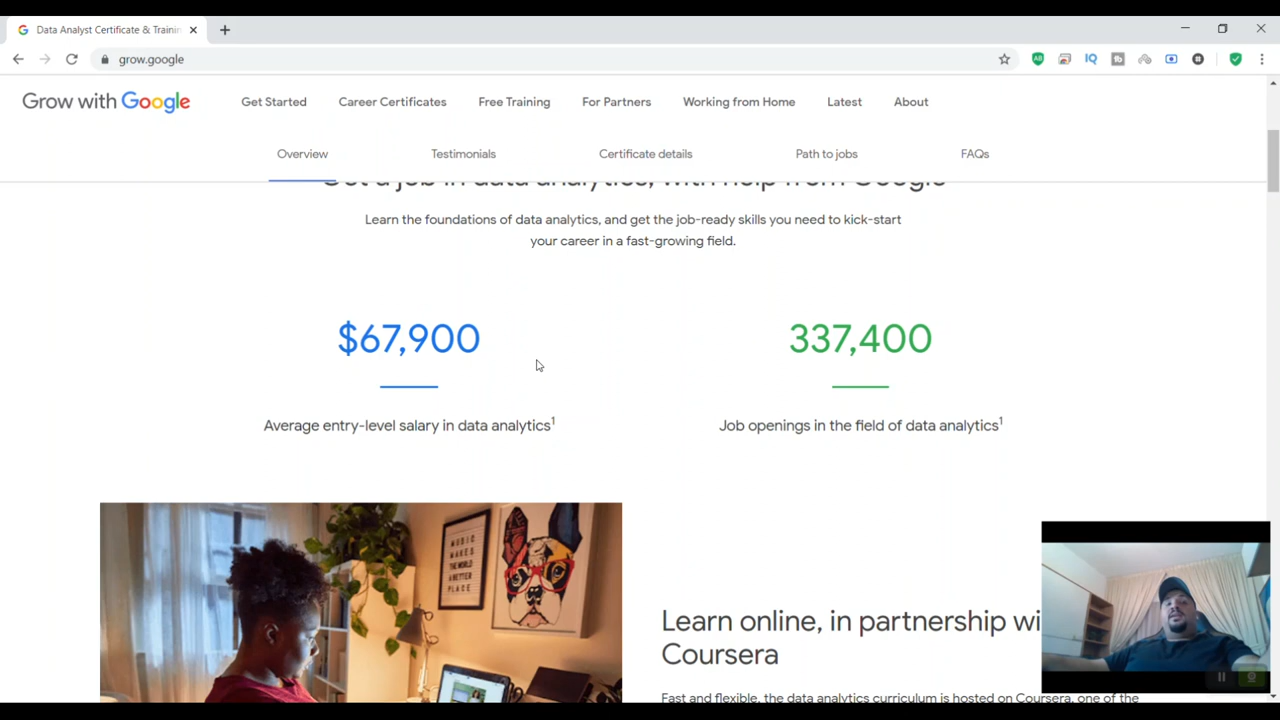 Data Analyst Certificate & Trainin
grow.google
Grow with Google
Get Started
Career Certificates
Free Training
For Partners
Working from Home
Latest
About
Overview
Testimonials
Certificate details
Path to jobs
FAQs
Get a job in data analytics, with help from Google
Learn the foundations of data analytics, and get the job-ready skills you need to kick-start
your career in a fast-growing field.
$67,900
337,400
Average entry-level salary in data analytics¹
Job openings in the field of data analytics¹
MUSIC
MAKES
THE WORLD
A BETTER
PLACE
Learn online, in partnership wi
Coursera
Fast and flexible, the data analytics curriculum is hosted on Coursera, one of the